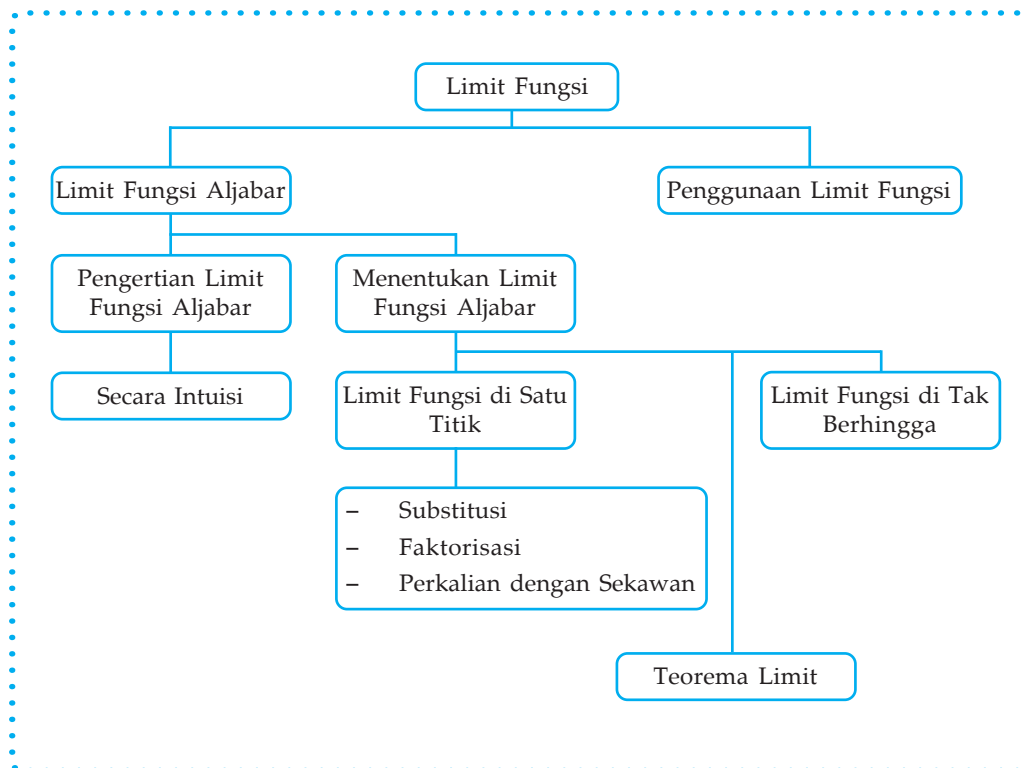 Limit Fungsi
Limit Fungsi Aljabar
Penggunaan Limit Fungsi
Pengertian Limit
Fungsi Aljabar
Menentukan Limit
Fungsi Aljabar
Secara Intuisi
Limit Fungsi di Satu
Titik
Limit Fungsi di Tak
Berhingga
– Substitusi
– Faktorisasi
– Perkalian dengan Sekawan
Teorema Limit